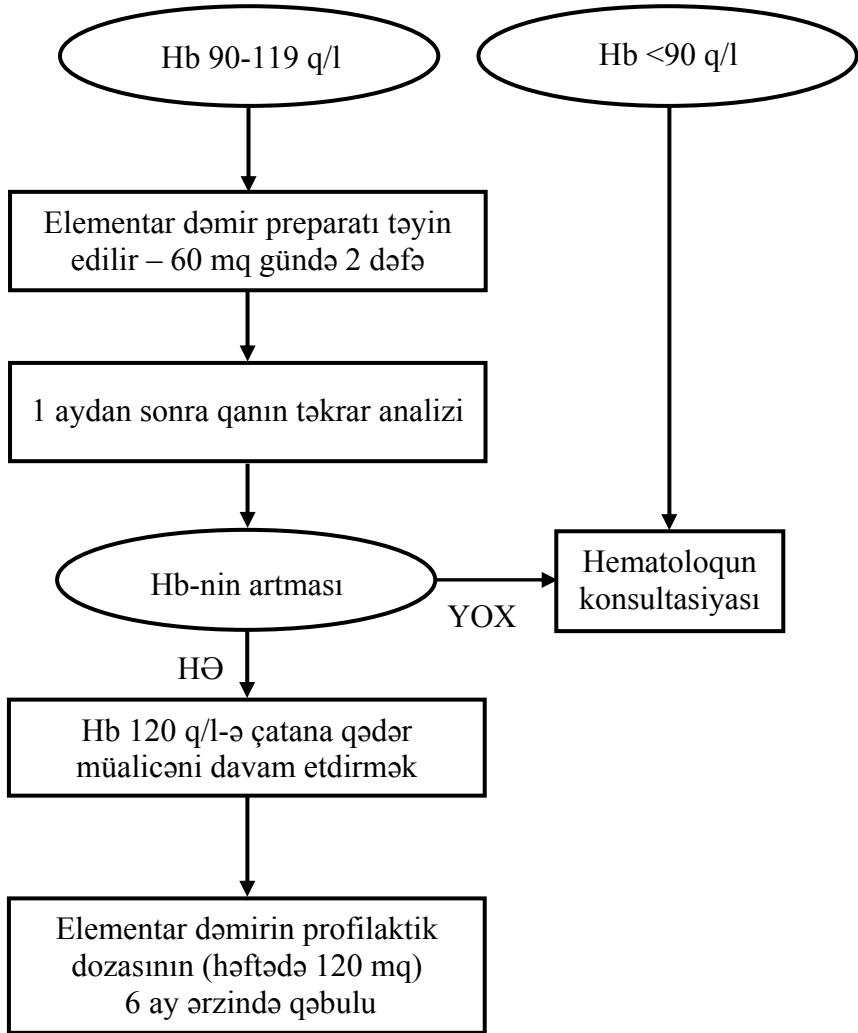 Hb 90-119 q/l
Hb <90 q/l
Elementar dəmir preparatı təyin
edilir – 60 mq gündə 2 dəfə
1 aydan sonra qanın təkrar analizi
Hb-nin artması
YOX
Hematoloqun
konsultasiyası
HƏ
Hb 120 q/l-ə çatana qədər
müalicəni davam etdirmək
Elementar dəmirin profilaktik
dozasının (həftədə 120 mq)
6 ay ərzində qəbulu